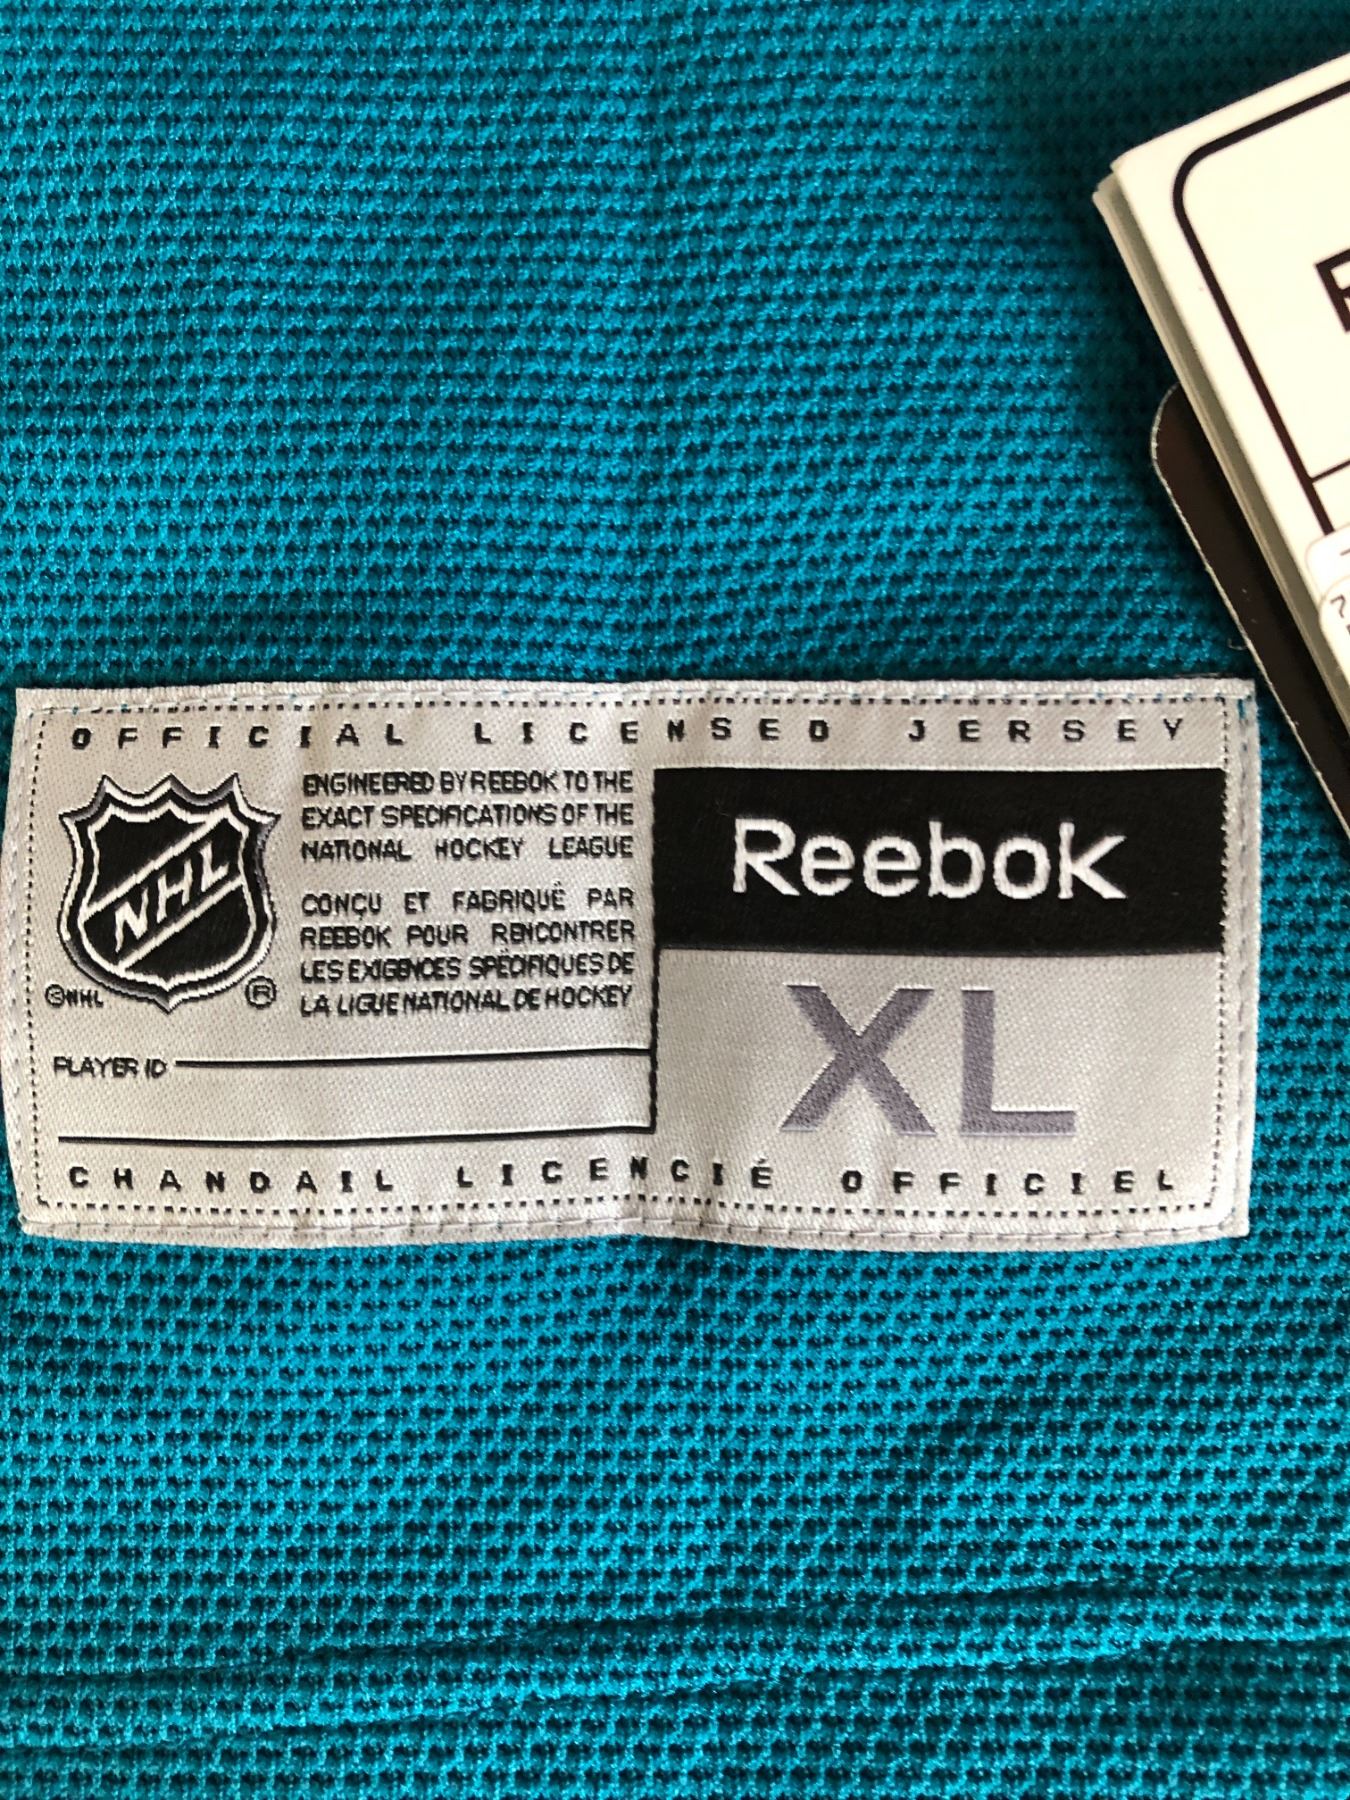 OFFICIAL LICENSED JERSEY
ENGINEERED BY REEBOK TO THE
EXACT SPECIFICATIONS OF THE
NATIONAL HOCKEY LEAGUE
CONÇU ET FABRIQUÉ PAR
REEBOK POUR RENCONTRER
LES EXIGENCES SPÉCIFIQUES DE
LA LIGUE NATIONAL DE HOCKEY
NHL
©NHL ®
Reebok
XL
PLAYER ID
CHANDAIL LICENCIÉ OFFICIEL